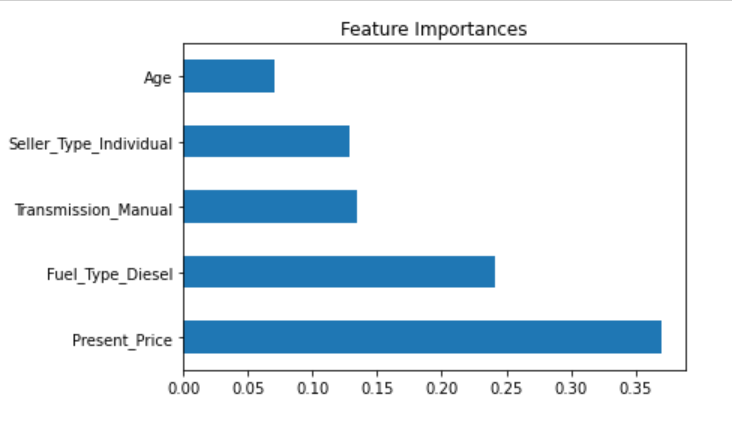 Feature Importances
Age
Seller_Type_Individual
Transmission_Manual
Fuel_Type_Diesel
Present_Price
0.00 0.05 0.10 0.15 0.20 0.25 0.30 0.35